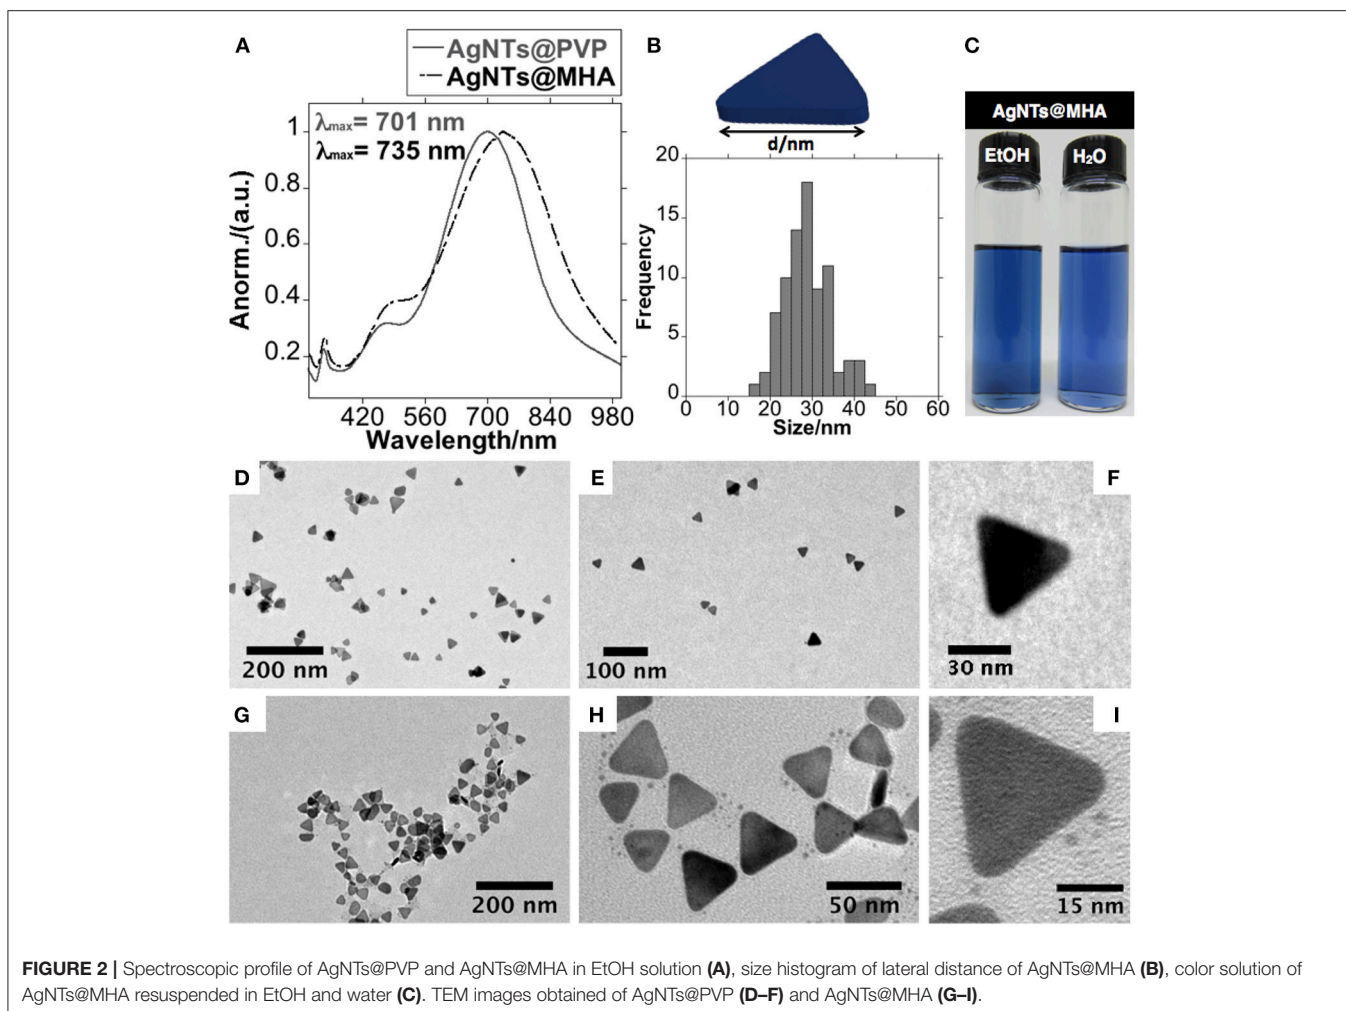 A
AgNTs@PVP
AgNTs@MHA
λmax= 701 nm
λmax= 735 nm
1
0.8
0.6
0.4
0.2
Anorm./(a.u.)
420 560 700 840 980
Wavelength/nm
B
d/nm
20
15
10
5
0
Frequency
0 10 20 30 40 50 60
Size/nm
C
AgNTs@MHA
EtOH H₂O
D
200 nm
E
100 nm
F
30 nm
G
200 nm
H
50 nm
I
15 nm
FIGURE 2 | Spectroscopic profile of AgNTs@PVP and AgNTs@MHA in EtOH solution (A), size histogram of lateral distance of AgNTs@MHA (B), color solution of
AgNTs@MHA resuspended in EtOH and water (C). TEM images obtained of AgNTs@PVP (D–F) and AgNTs@MHA (G–I).